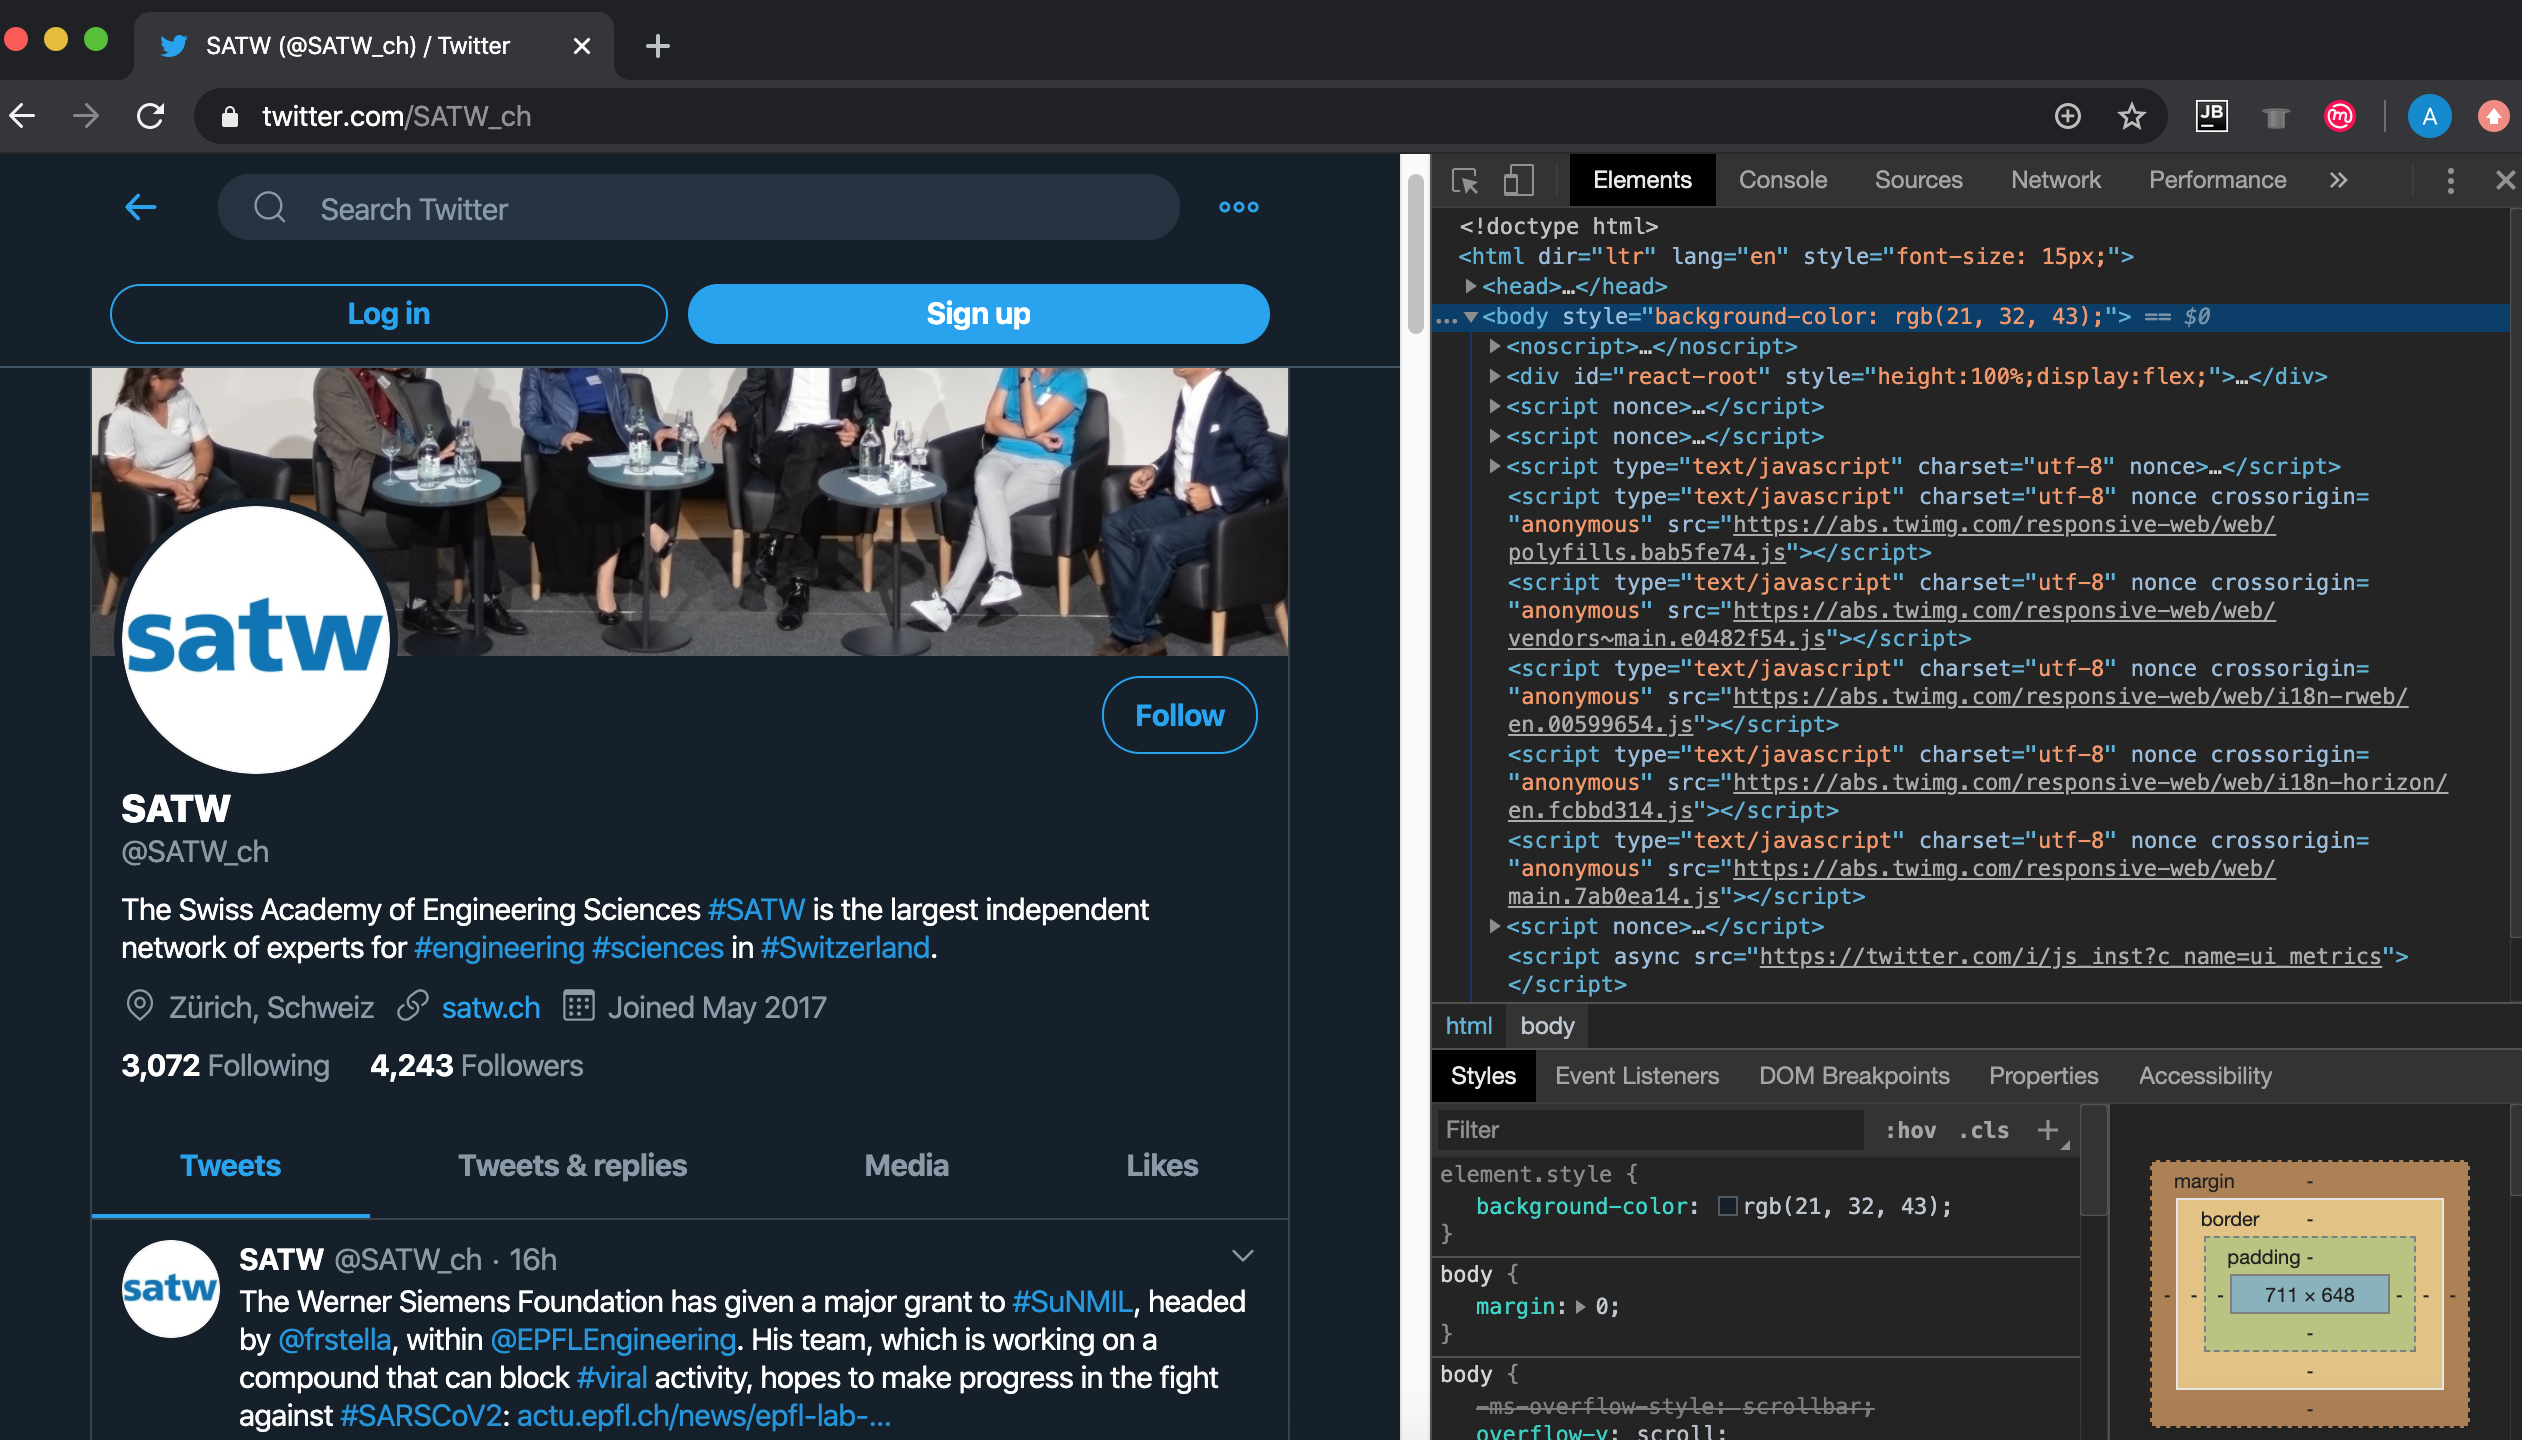 SATW (@SATW_ch) / Twitter
twitter.com/SATW_ch
JB
m
A
Search Twitter
Log in
Sign up
satw
Follow
SATW
@SATW_ch
The Swiss Academy of Engineering Sciences #SATW is the largest independent
network of experts for #engineering #sciences in #Switzerland.
Zürich, Schweiz satw.ch Joined May 2017
3,072 Following 4,243 Followers
Tweets Tweets & replies Media Likes
satw
SATW @SATW_ch · 16h
The Werner Siemens Foundation has given a major grant to #SuNMIL, headed
by @frstella, within @EPFLEngineering. His team, which is working on a
compound that can block #viral activity, hopes to make progress in the fight
against #SARSCoV2: actu.epfl.ch/news/epfl-lab-...
Elements Console Sources Network Performance »
<!doctype html>
<html dir="ltr" lang="en" style="font-size: 15px;">
<head>…</head>
… <body style="background-color: rgb(21, 32, 43);"> == $0
<noscript>…</noscript>
<div id="react-root" style="height:100%;display:flex;">…</div>
<script nonce>…</script>
<script nonce>…</script>
<script type="text/javascript" charset="utf-8" nonce>…</script>
<script type="text/javascript" charset="utf-8" nonce crossorigin=
"anonymous" src="https://abs.twimg.com/responsive-web/web/
polyfills.bab5fe74.js"></script>
<script type="text/javascript" charset="utf-8" nonce crossorigin=
"anonymous" src="https://abs.twimg.com/responsive-web/web/
vendors~main.e0482f54.js"></script>
<script type="text/javascript" charset="utf-8" nonce crossorigin=
"anonymous" src="https://abs.twimg.com/responsive-web/web/i18n-rweb/
en.00599654.js"></script>
<script type="text/javascript" charset="utf-8" nonce crossorigin=
"anonymous" src="https://abs.twimg.com/responsive-web/web/i18n-horizon/
en.fcbbd314.js"></script>
<script type="text/javascript" charset="utf-8" nonce crossorigin=
"anonymous" src="https://abs.twimg.com/responsive-web/web/
main.7ab0ea14.js"></script>
<script nonce>…</script>
<script async src="https://twitter.com/i/js_inst?c_name=ui_metrics">
</script>
html body
Styles Event Listeners DOM Breakpoints Properties Accessibility
Filter :hov .cls +
element.style {
background-color: rgb(21, 32, 43);
}
body {
margin: 0;
}
body {
-ms-overflow-style: scrollbar;
overflow-y: scroll;
margin -
border -
padding -
- - - 711 × 648 - - -
-
-
-